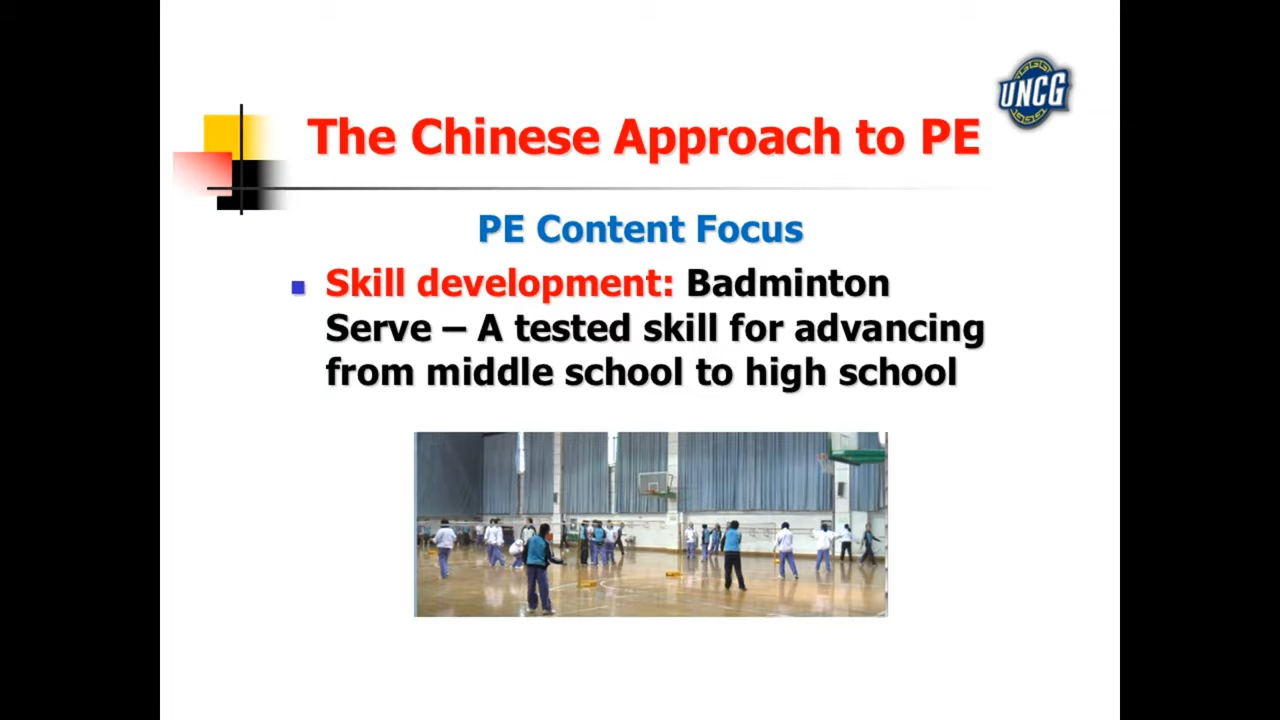 UNCG
The Chinese Approach to PE
PE Content Focus
Skill development: Badminton
Serve – A tested skill for advancing
from middle school to high school